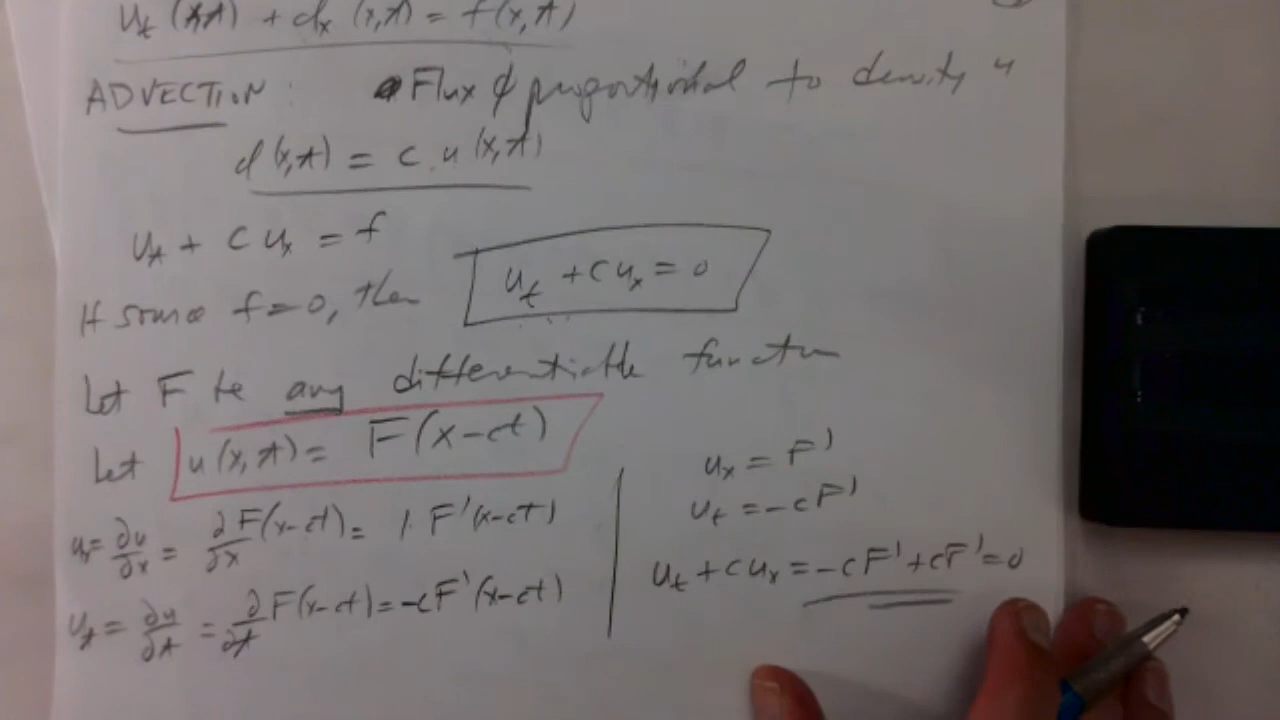 u_t (x,t) + ϕ_x (x,t) = f(x,t)
ADVECTION : Flux ϕ proportional to density u
ϕ(x,t) = c u(x,t)
u_t + c u_x = f
If f=0, then u_t + c u_x = 0
Let F be any differentiable function
Let u(x,t) = F(x-ct)
u_x = ∂u/∂x = ∂/∂x F(x-ct) = 1 · F'(x-ct)
u_t = ∂u/∂t = ∂/∂t F(x-ct) = -cF'(x-ct)
u_x = F'
u_t = -cF'
u_t + c u_x = -cF' + cF' = 0